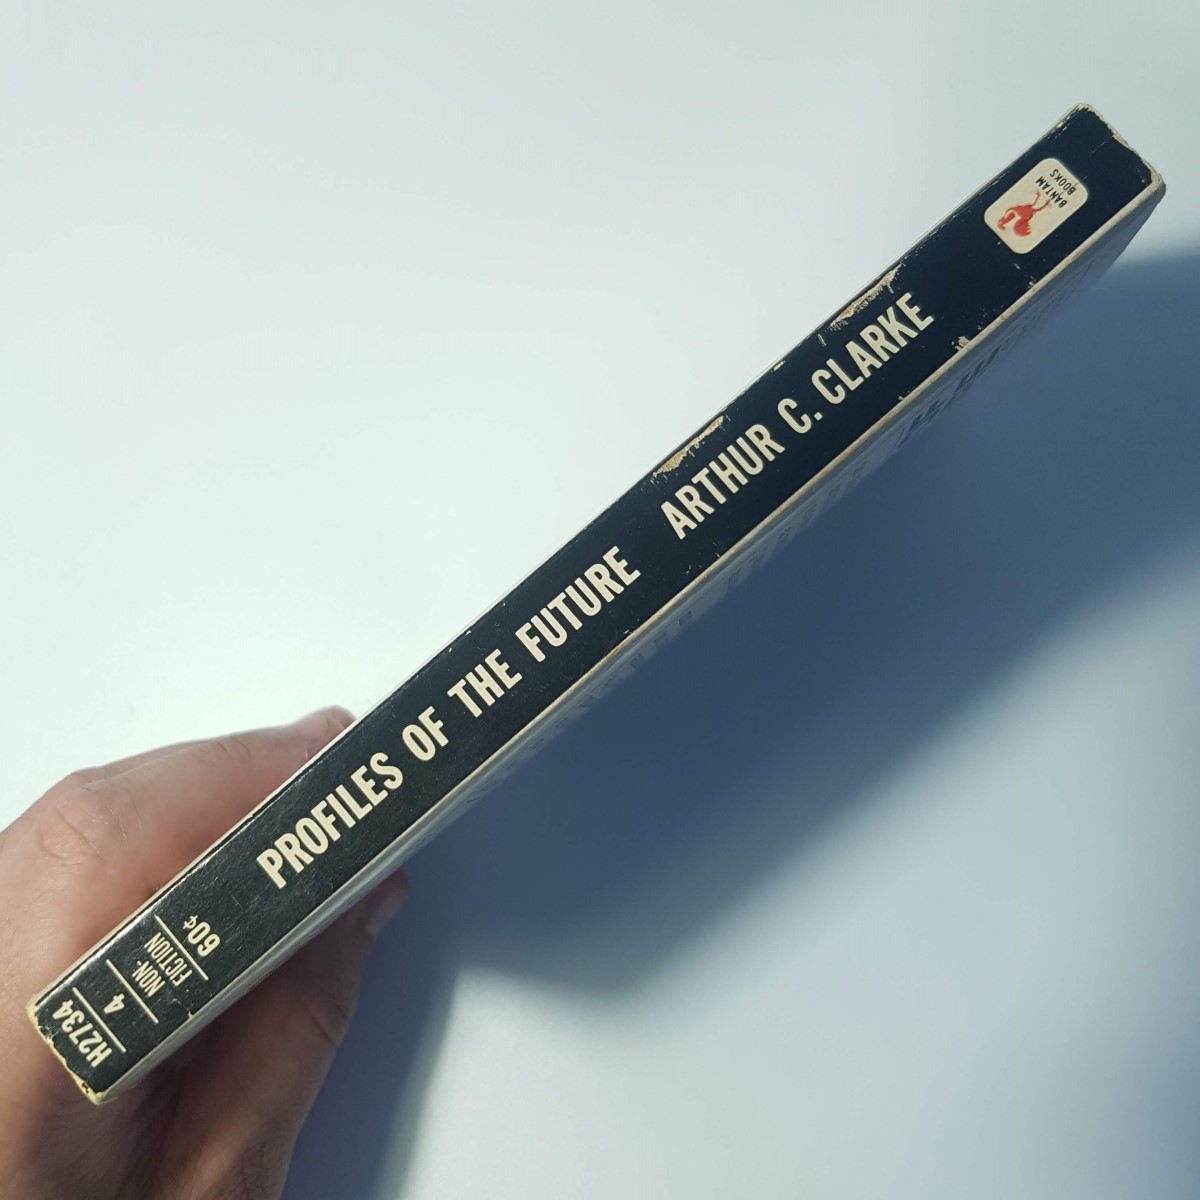 H2734
4
NON-
FICTION
60¢
PROFILES OF THE FUTURE ARTHUR C. CLARKE
BANTAM
BOOKS